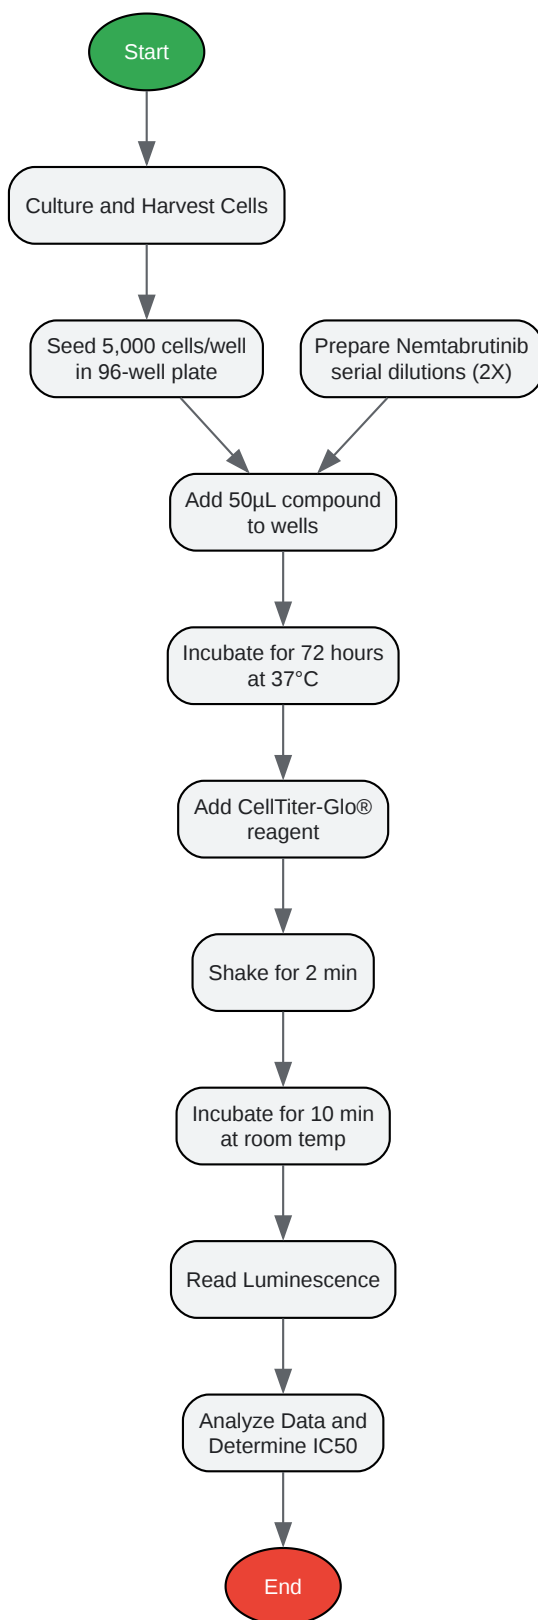 Start
Culture and Harvest Cells
Seed 5,000 cells/well
in 96-well plate
Prepare Nemtabrutinib
serial dilutions (2X)
Add 50µL compound
to wells
Incubate for 72 hours
at 37°C
Add CellTiter-Glo®
reagent
Shake for 2 min
Incubate for 10 min
at room temp
Read Luminescence
Analyze Data and
Determine IC50
End